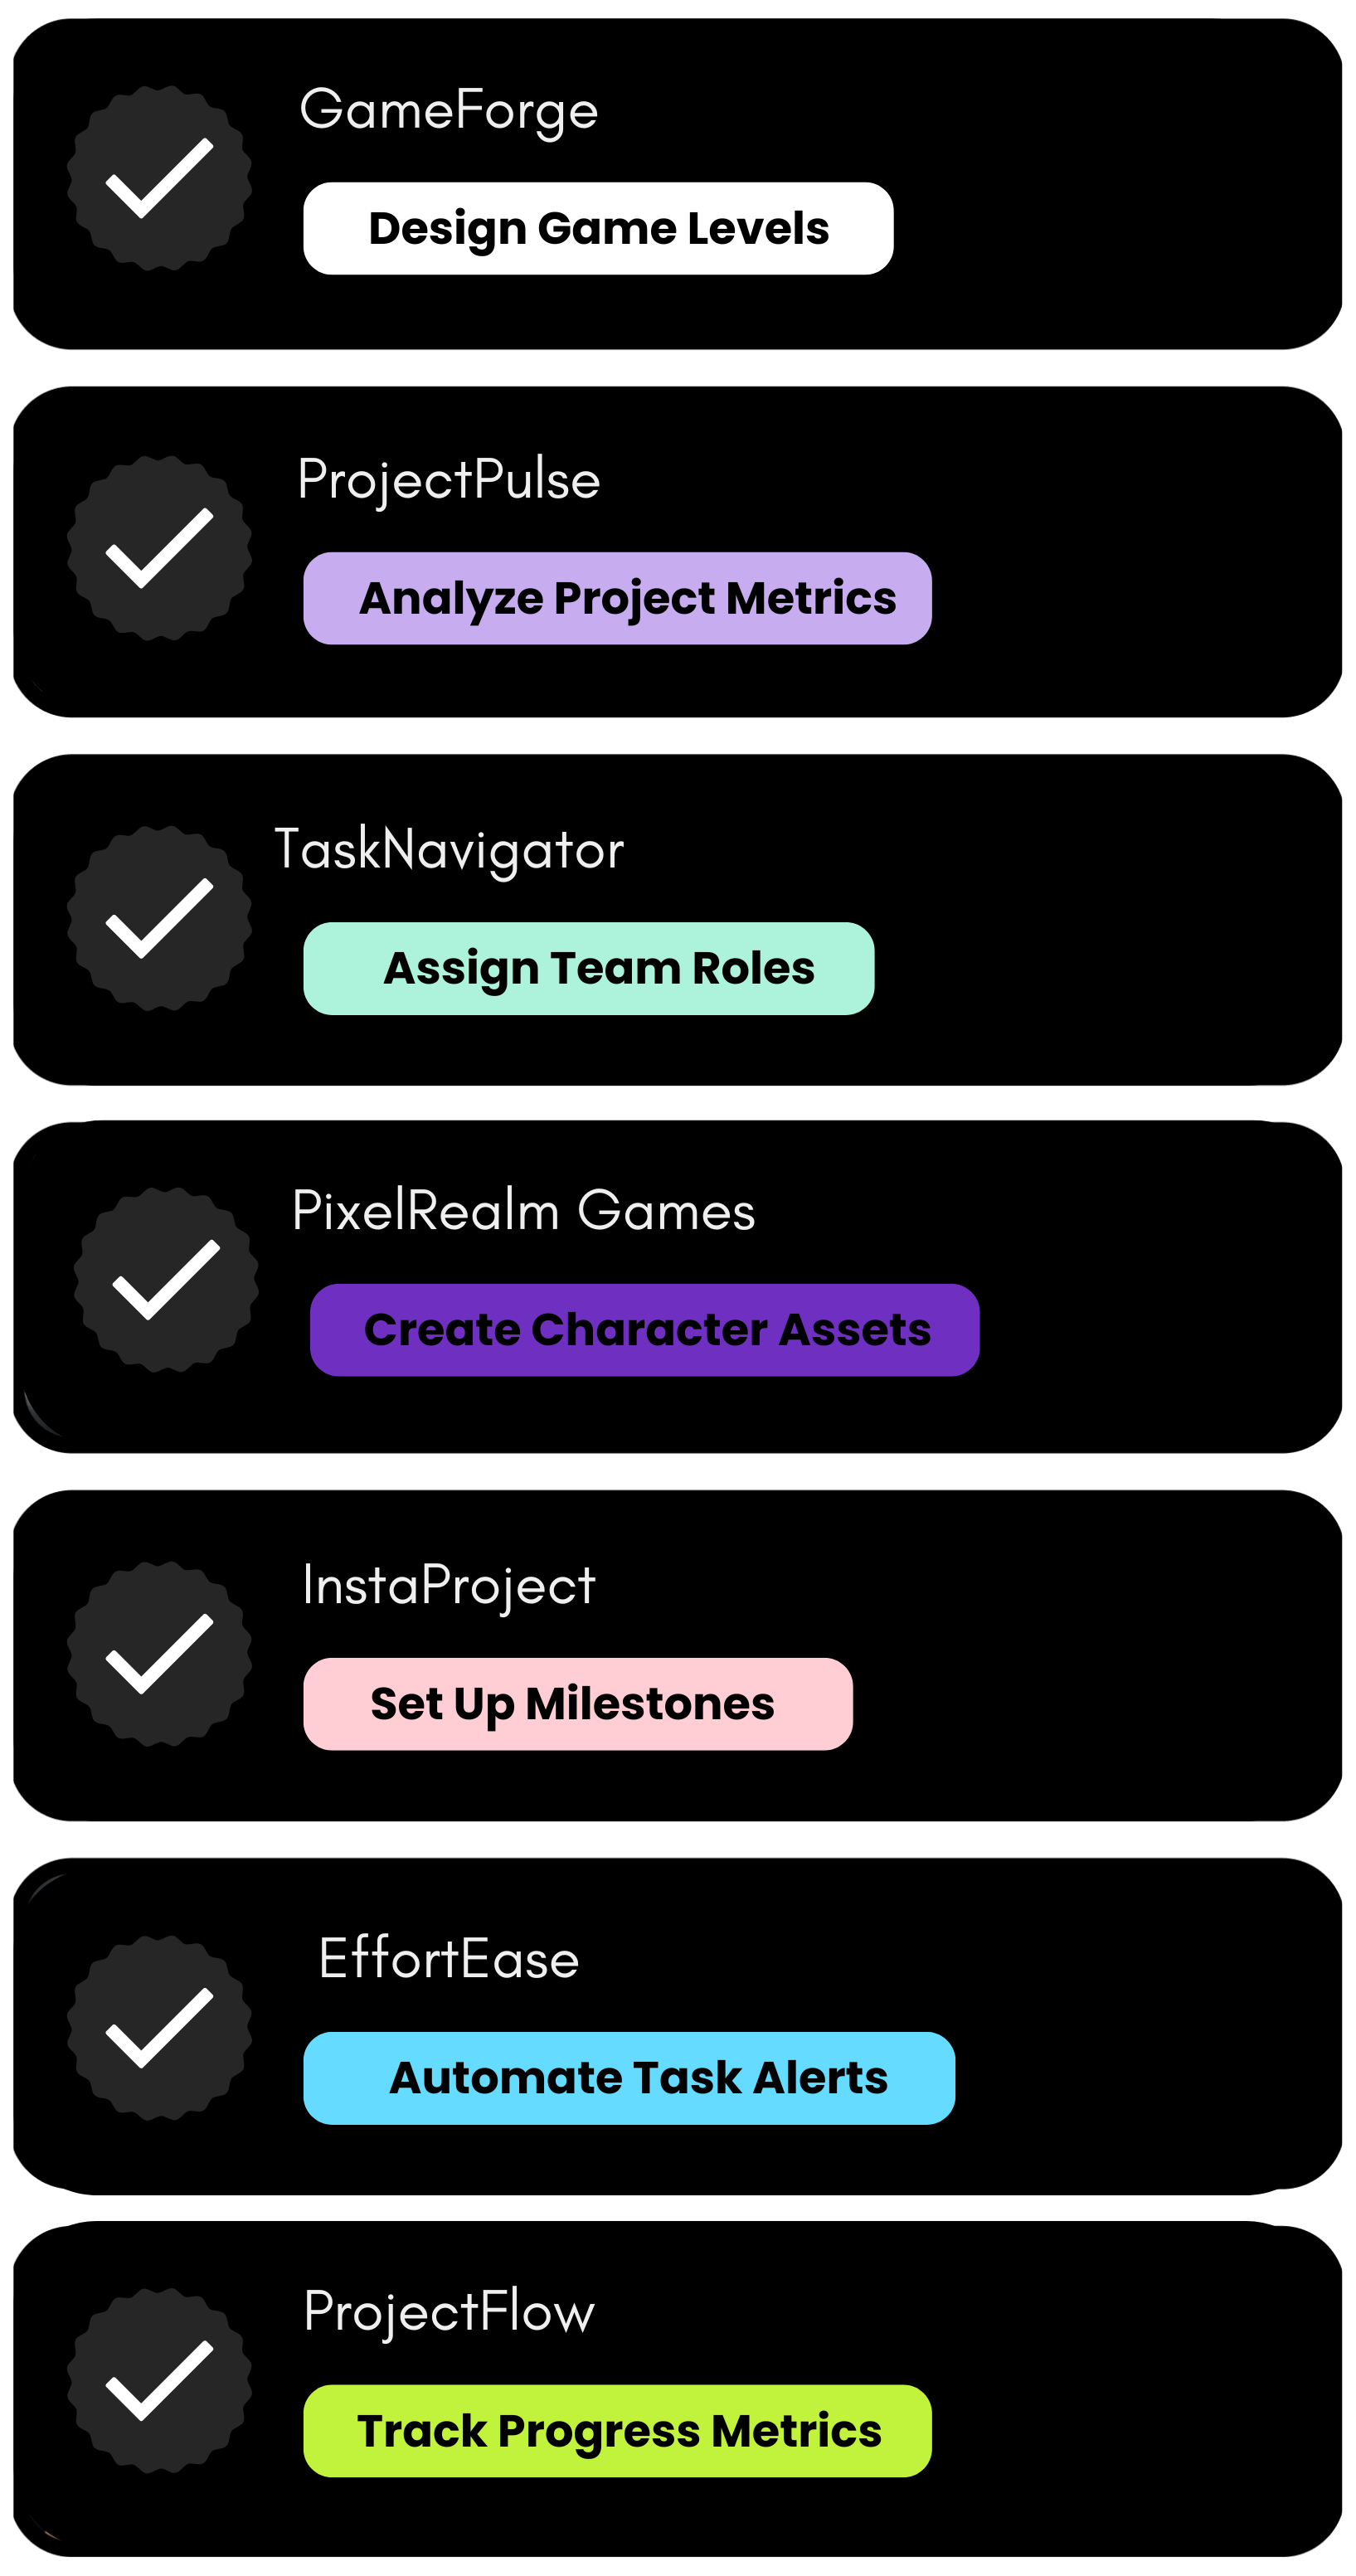 GameForge
Design Game Levels
ProjectPulse
Analyze Project Metrics
TaskNavigator
Assign Team Roles
PixelRealm Games
Create Character Assets
InstaProject
Set Up Milestones
EffortEase
Automate Task Alerts
ProjectFlow
Track Progress Metrics